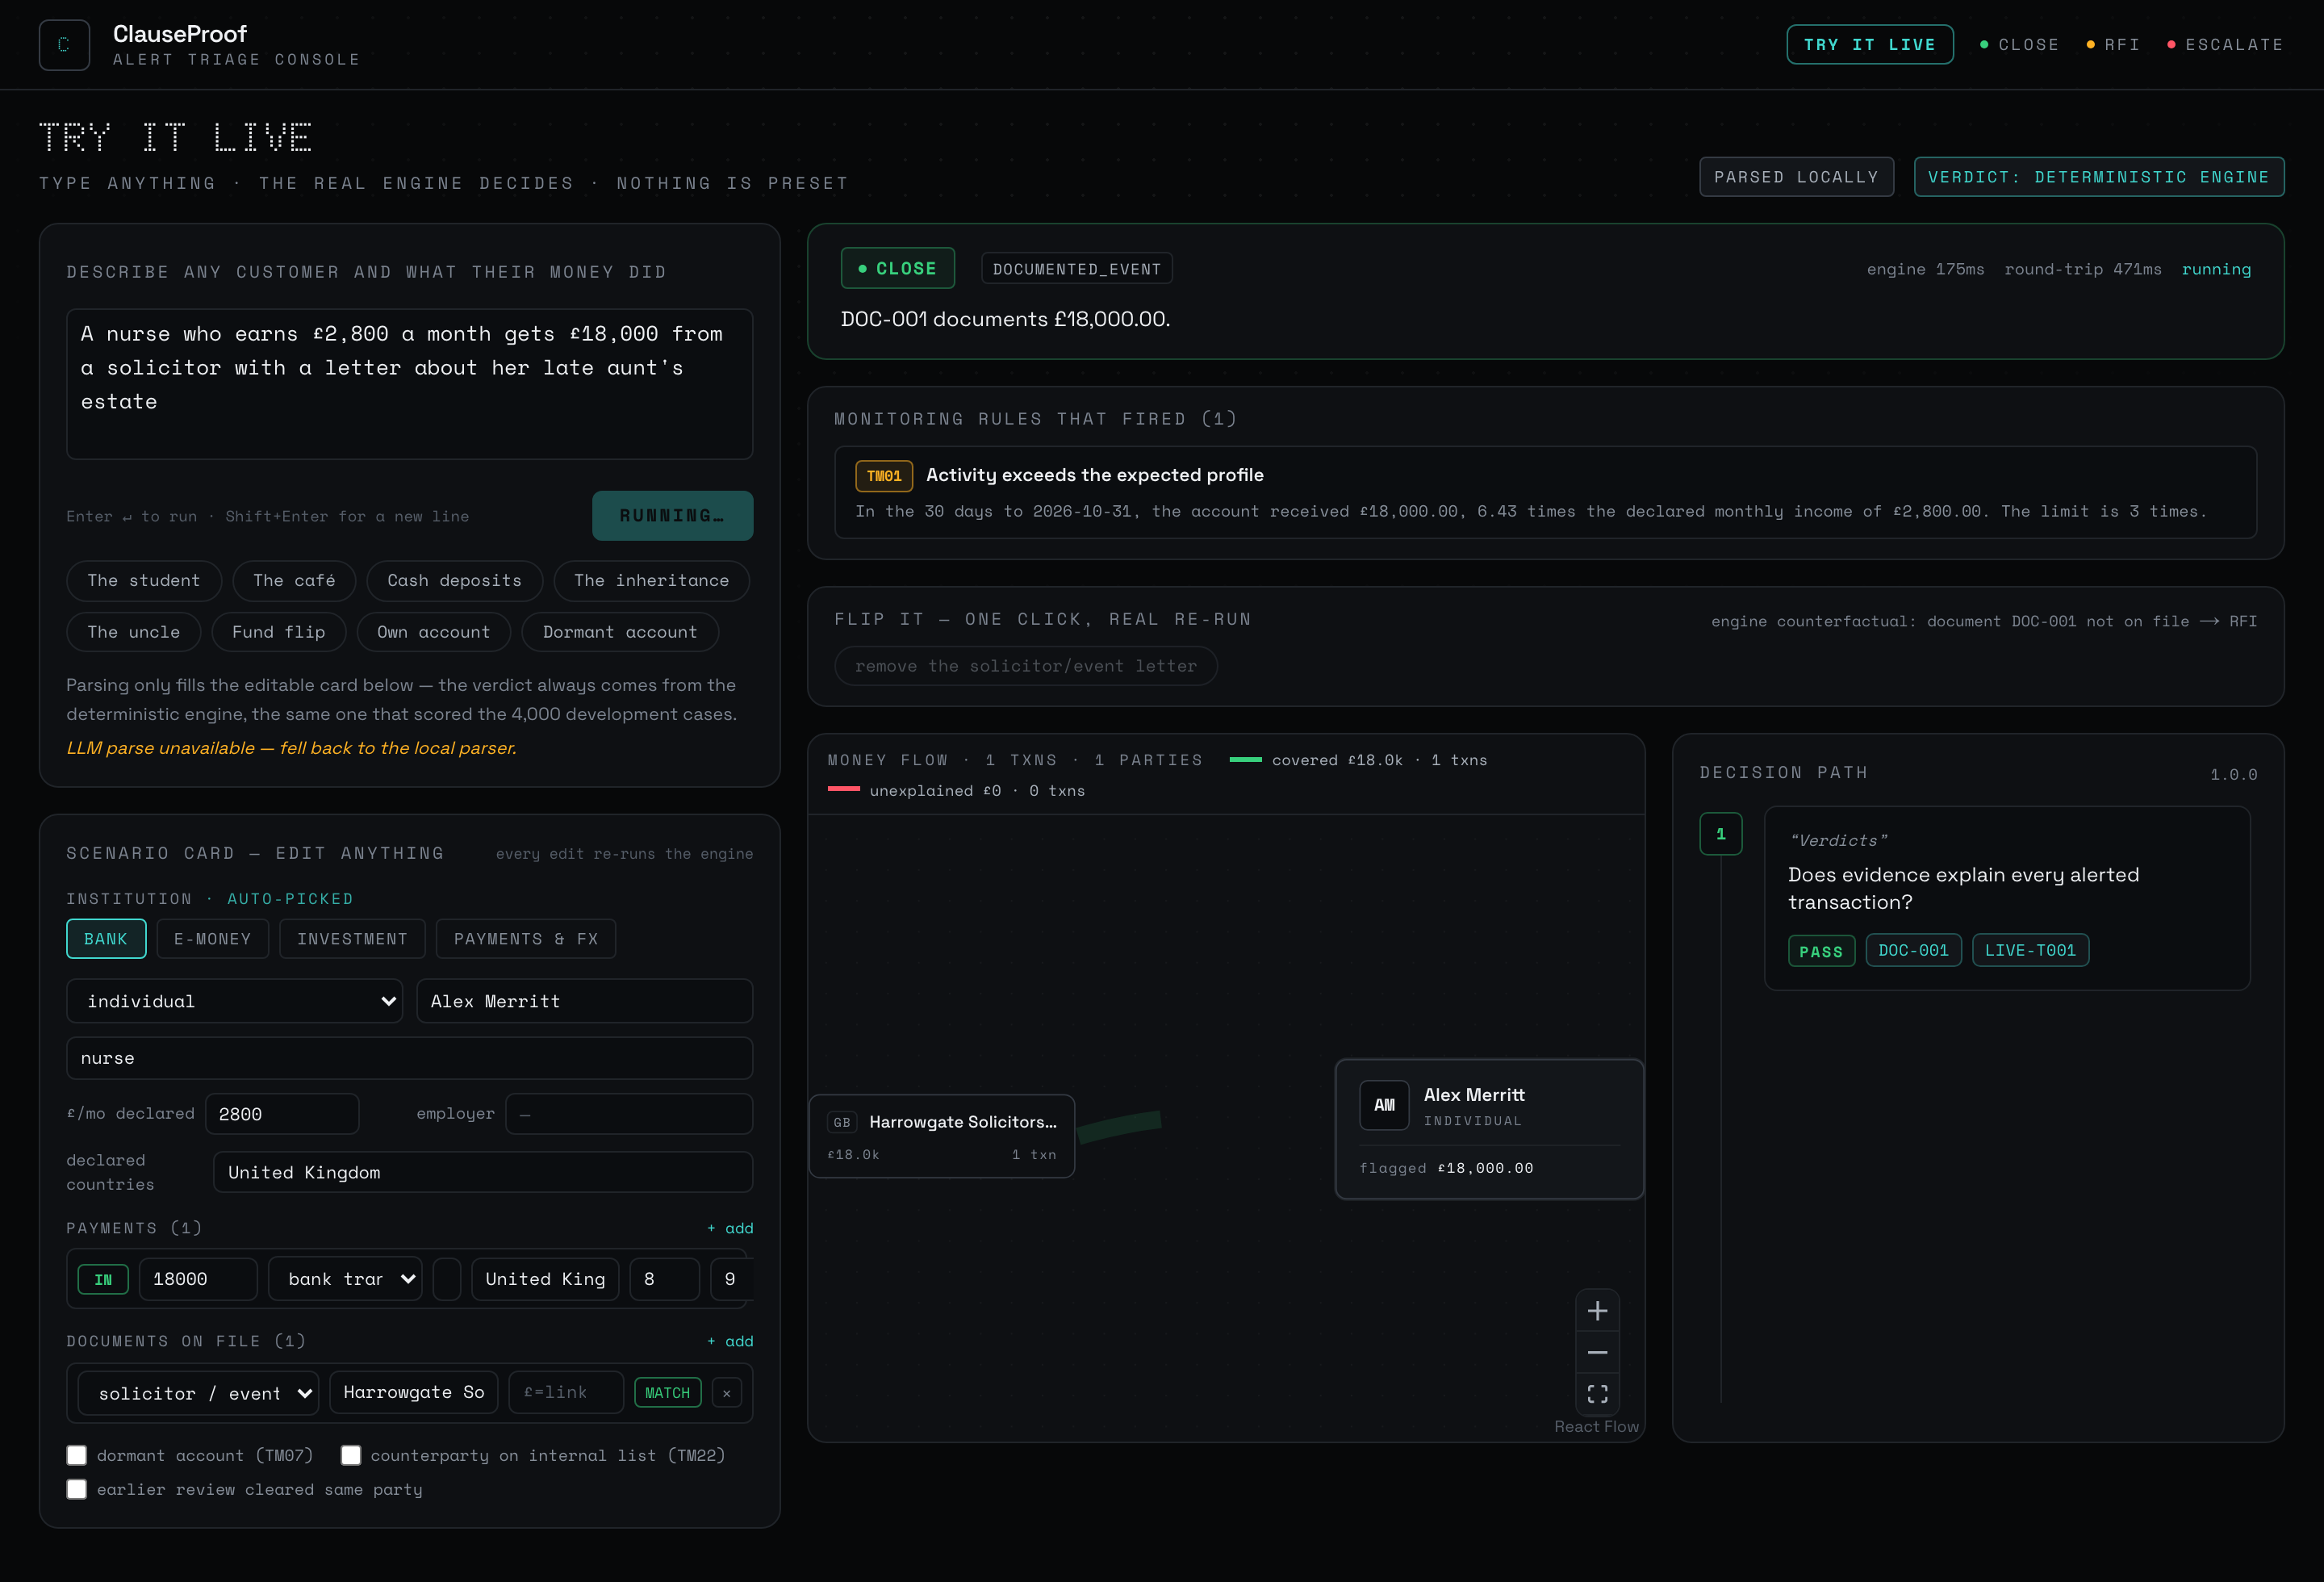 C
ClauseProof
ALERT TRIAGE CONSOLE
TRY IT LIVE
CLOSE
RFI
ESCALATE
TRY IT LIVE
TYPE ANYTHING · THE REAL ENGINE DECIDES · NOTHING IS PRESET
PARSED LOCALLY
VERDICT: DETERMINISTIC ENGINE
DESCRIBE ANY CUSTOMER AND WHAT THEIR MONEY DID
A nurse who earns £2,800 a month gets £18,000 from
a solicitor with a letter about her late aunt's
estate
Enter ↵ to run · Shift+Enter for a new line
RUNNING…
The student
The café
Cash deposits
The inheritance
The uncle
Fund flip
Own account
Dormant account
Parsing only fills the editable card below — the verdict always comes from the
deterministic engine, the same one that scored the 4,000 development cases.
LLM parse unavailable — fell back to the local parser.
SCENARIO CARD — EDIT ANYTHING
every edit re-runs the engine
INSTITUTION · AUTO-PICKED
BANK
E-MONEY
INVESTMENT
PAYMENTS & FX
individual
Alex Merritt
nurse
£/mo declared
2800
employer
—
declared
countries
United Kingdom
PAYMENTS (1)
+ add
IN
18000
bank trar
United King
8
9
DOCUMENTS ON FILE (1)
+ add
solicitor / event
Harrowgate So
£=link
MATCH
×
dormant account (TM07)
counterparty on internal list (TM22)
earlier review cleared same party
CLOSE
DOCUMENTED_EVENT
engine 175ms
round-trip 471ms
running
DOC-001 documents £18,000.00.
MONITORING RULES THAT FIRED (1)
TM01
Activity exceeds the expected profile
In the 30 days to 2026-10-31, the account received £18,000.00, 6.43 times the declared monthly income of £2,800.00. The limit is 3 times.
FLIP IT — ONE CLICK, REAL RE-RUN
engine counterfactual: document DOC-001 not on file → RFI
remove the solicitor/event letter
MONEY FLOW · 1 TXNS · 1 PARTIES
covered £18.0k · 1 txns
unexplained £0 · 0 txns
GB
Harrowgate Solicitors…
£18.0k
1 txn
AM
Alex Merritt
INDIVIDUAL
flagged £18,000.00
React Flow
DECISION PATH
1.0.0
1
“Verdicts”
Does evidence explain every alerted
transaction?
PASS
DOC-001
LIVE-T001